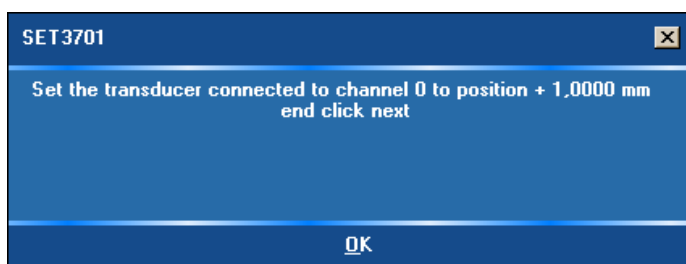 SET3701
Set the transducer connected to channel 0 to position + 1,0000 mm
end click next
OK